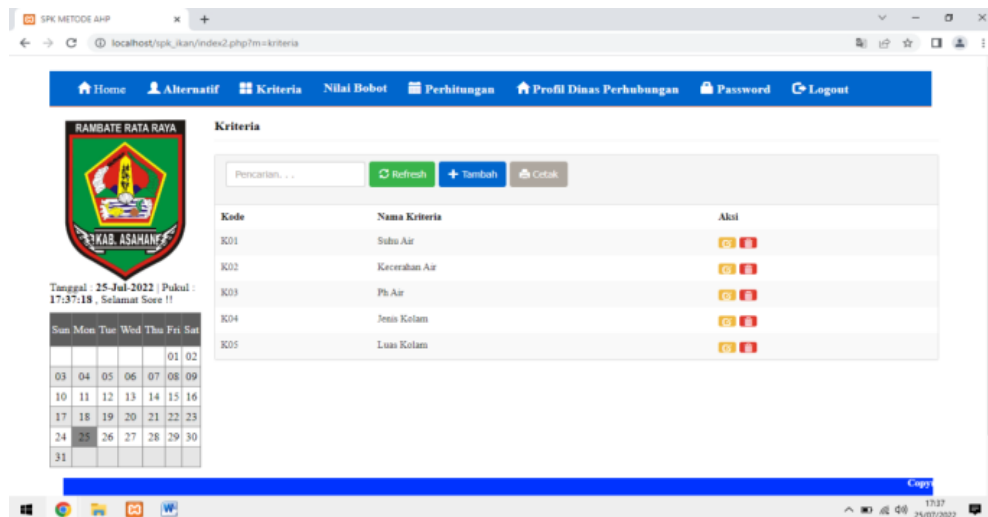 SPK METODE AHP
localhost/spk_ikan/index2.php?m=kriteria
Home Alternatif Kriteria Nilai Bobot Perhitungan Profil Dinas Perhubungan Password Logout
RAMBATE RATA RAYA
KAB. ASAHAN
Tanggal : 25-Jul-2022 | Pukul :
17:37:18 , Selamat Sore !!
Sun Mon Tue Wed Thu Fri Sat
01 02
03 04 05 06 07 08 09
10 11 12 13 14 15 16
17 18 19 20 21 22 23
24 25 26 27 28 29 30
31
Kriteria
Pencarian. . . Refresh Tambah Cetak
Kode Nama Kriteria Aksi
K01 Suhu Air
K02 Kecerahan Air
K03 Ph Air
K04 Jenis Kolam
K05 Luas Kolam
Copy
17:37
25/07/2022